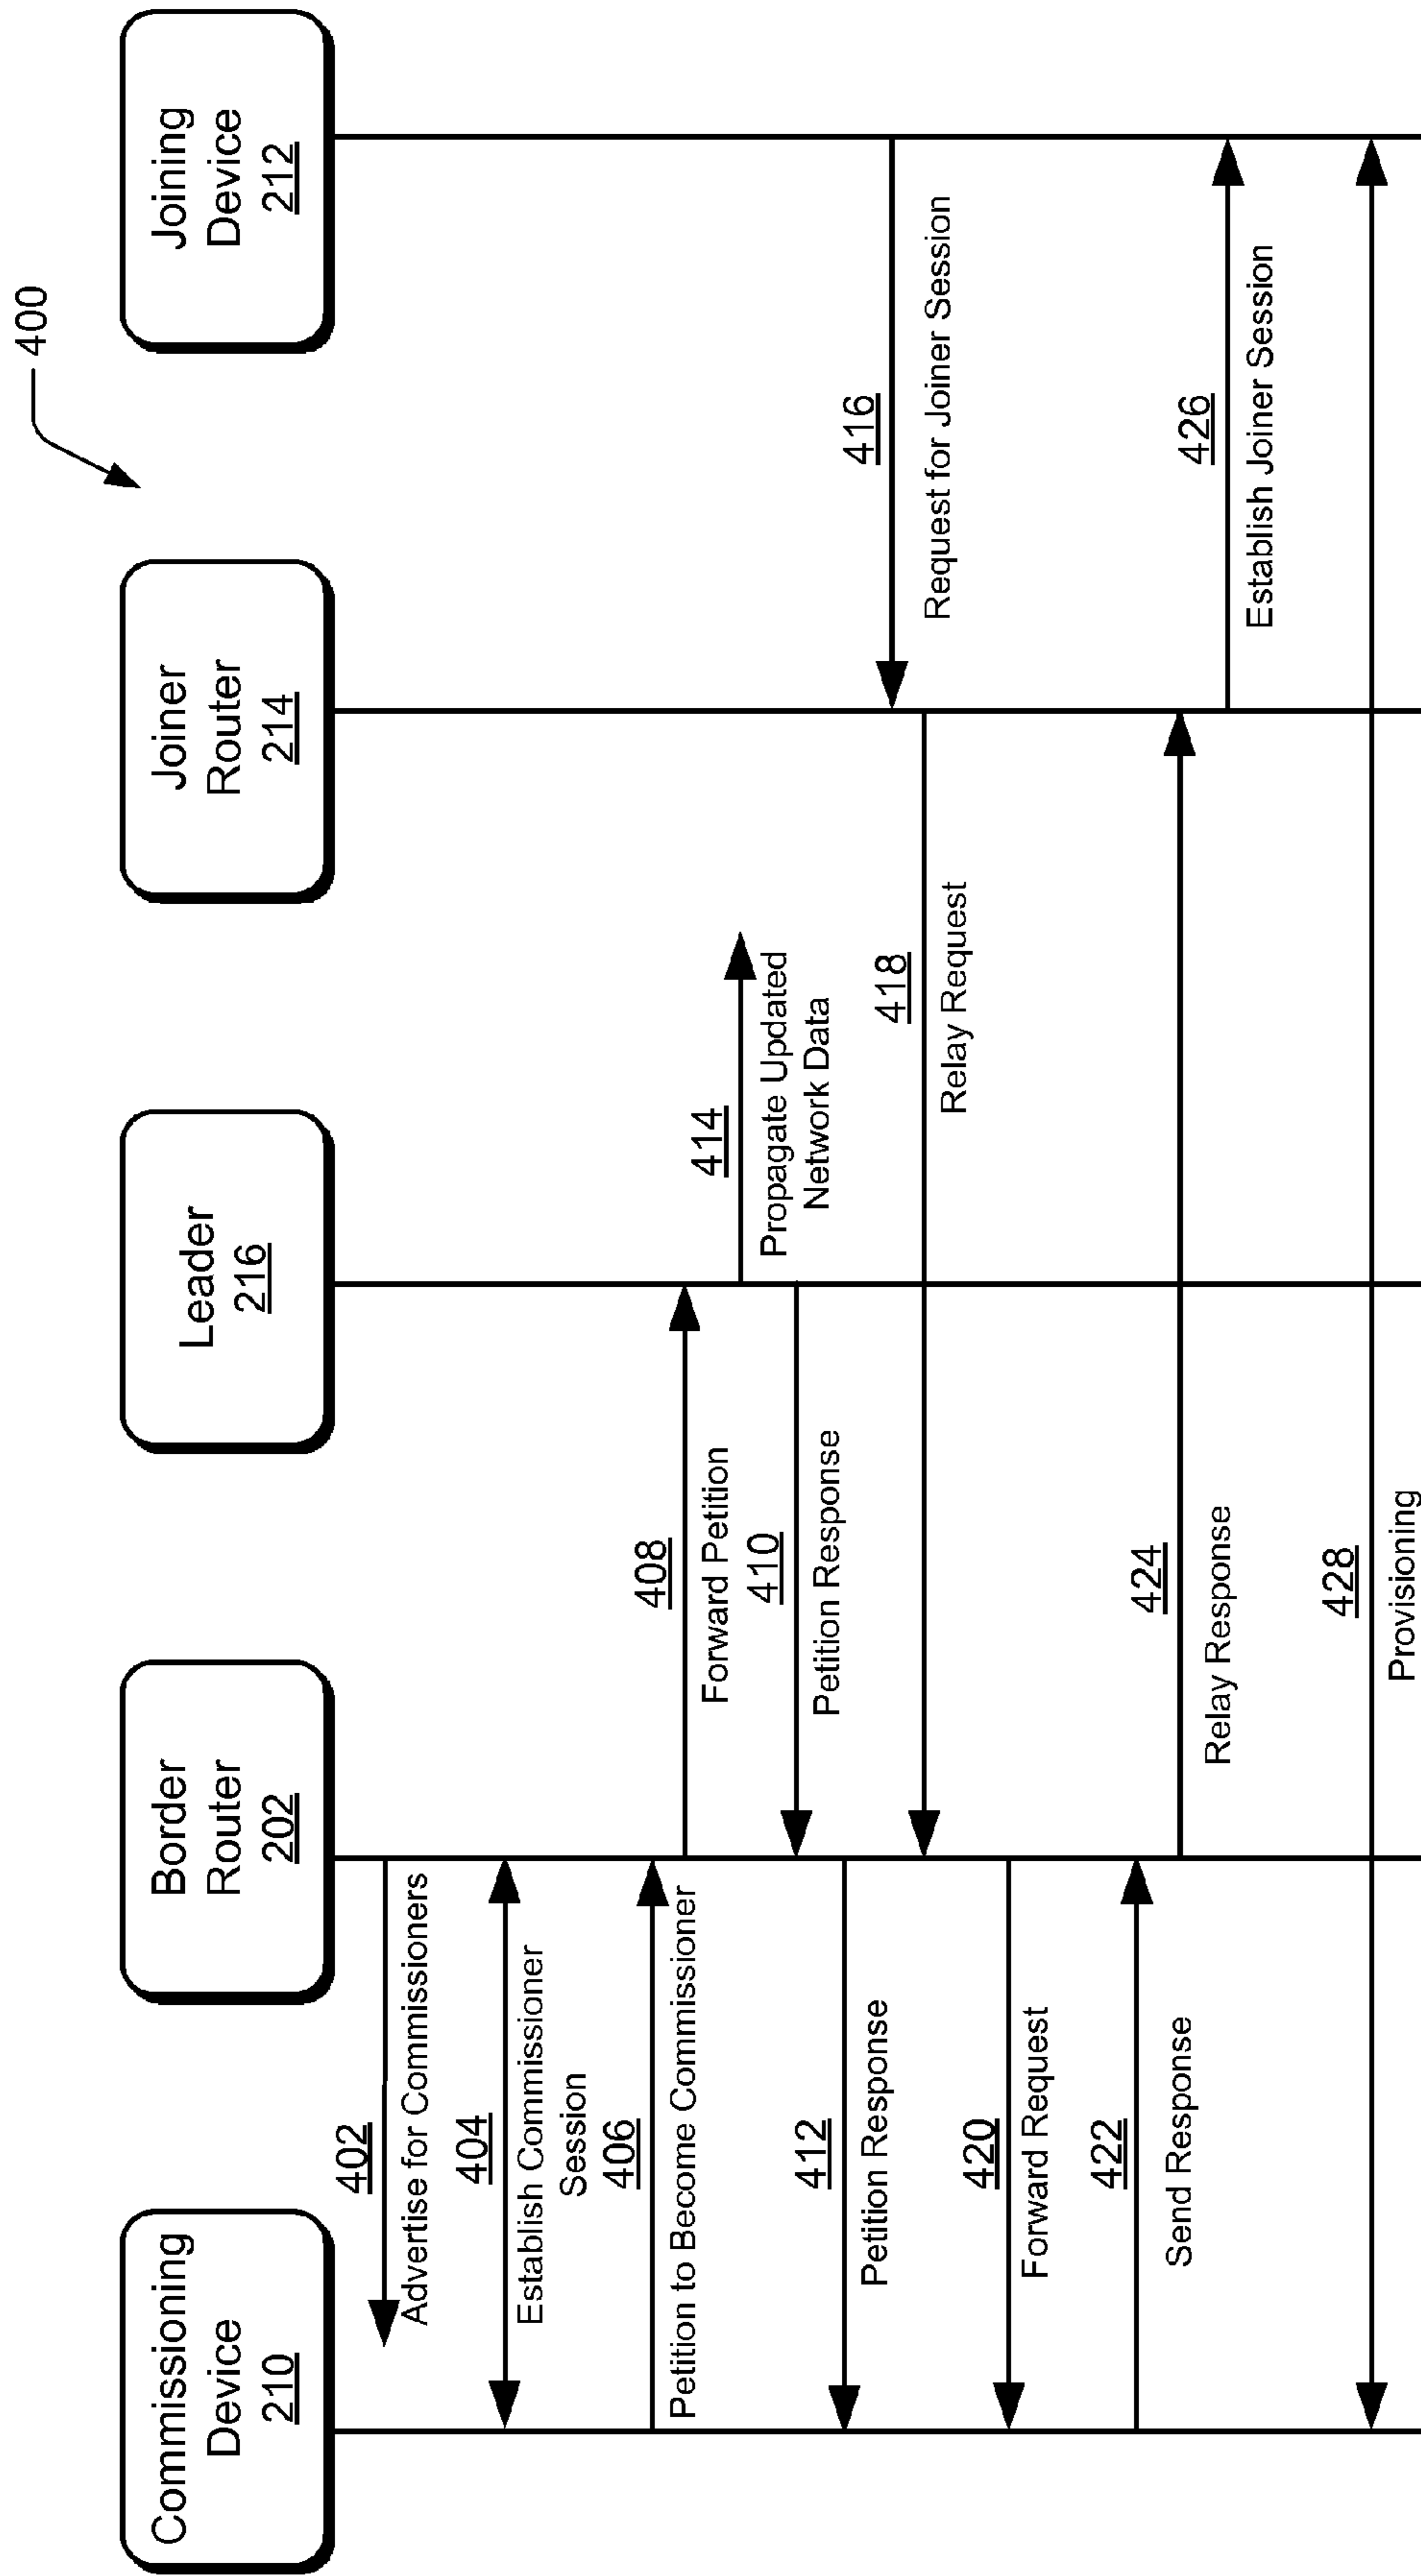 400
Commissioning
Device
210
Border
Router
202
Leader
216
Joiner
Router
214
Joining
Device
212
402
Advertise for Commissioners
404
Establish Commissioner
Session
406
Petition to Become Commissioner
408
Forward Petition
414
Propagate Updated
Network Data
410
Petition Response
412
Petition Response
416
Request for Joiner Session
418
Relay Request
420
Forward Request
422
Send Response
424
Relay Response
426
Establish Joiner Session
428
Provisioning